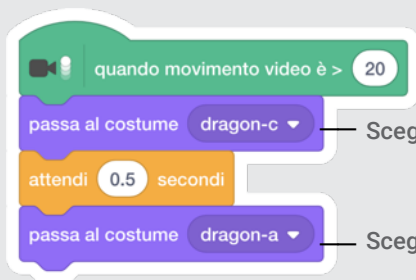 quando movimento video è > 20
passa al costume dragon-c
Sceg
attendi 0.5 secondi
passa al costume dragon-a
Sceg